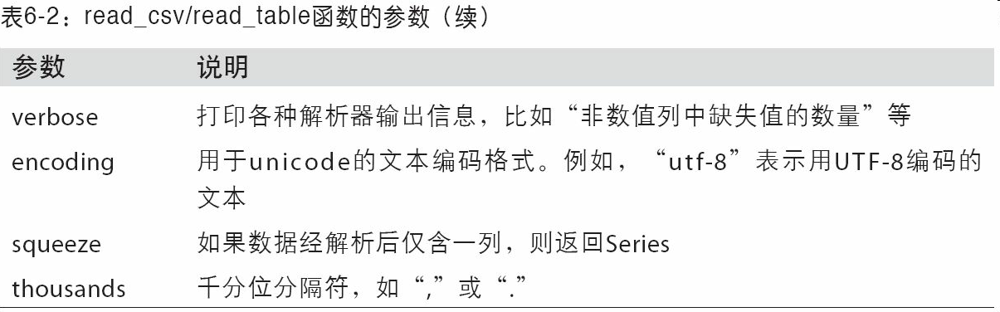 表6-2：read_csv/read_table函数的参数（续）
参数 说明
verbose 打印各种解析器输出信息，比如“非数值列中缺失值的数量”等
encoding 用于unicode的文本编码格式。例如，“utf-8”表示用UTF-8编码的
文本
squeeze 如果数据经解析后仅含一列，则返回Series
thousands 千分位分隔符，如“,”或“.”